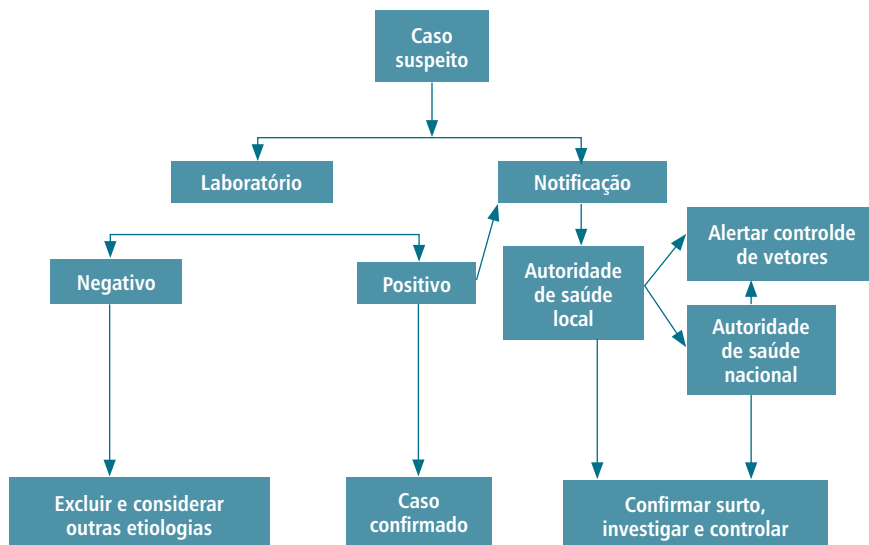 Caso
suspeito
Laboratório
Notificação
Negativo
Positivo
Autoridade
de saúde
local
Alertar controlde
de vetores
Autoridade
de saúde
nacional
Excluir e considerar
outras etiologias
Caso
confirmado
Confirmar surto,
investigar e controlar